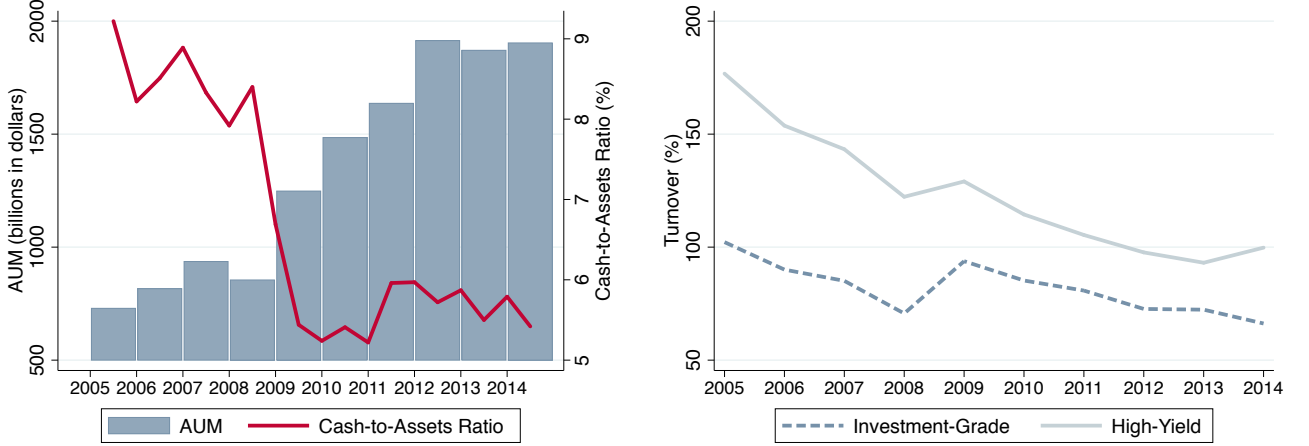 AUM (billions in dollars)
2000
1500
1000
500
Cash-to-Assets Ratio (%)
9
8
7
6
5
2005 2006 2007 2008 2009 2010 2011 2012 2013 2014
AUM Cash-to-Assets Ratio
Turnover (%)
200
150
100
50
2005 2006 2007 2008 2009 2010 2011 2012 2013 2014
Investment-Grade High-Yield